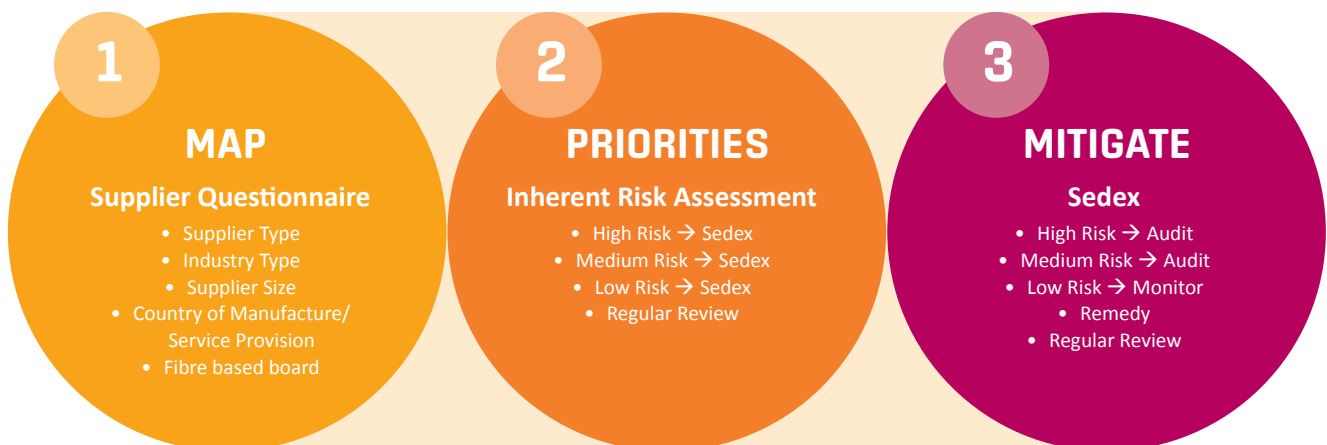 1
MAP
Supplier Questionnaire
• Supplier Type
• Industry Type
• Supplier Size
• Country of Manufacture/
Service Provision
• Fibre based board
2
PRIORITIES
Inherent Risk Assessment
• High Risk → Sedex
• Medium Risk → Sedex
• Low Risk → Sedex
• Regular Review
3
MITIGATE
Sedex
• High Risk → Audit
• Medium Risk → Audit
• Low Risk → Monitor
• Remedy
• Regular Review